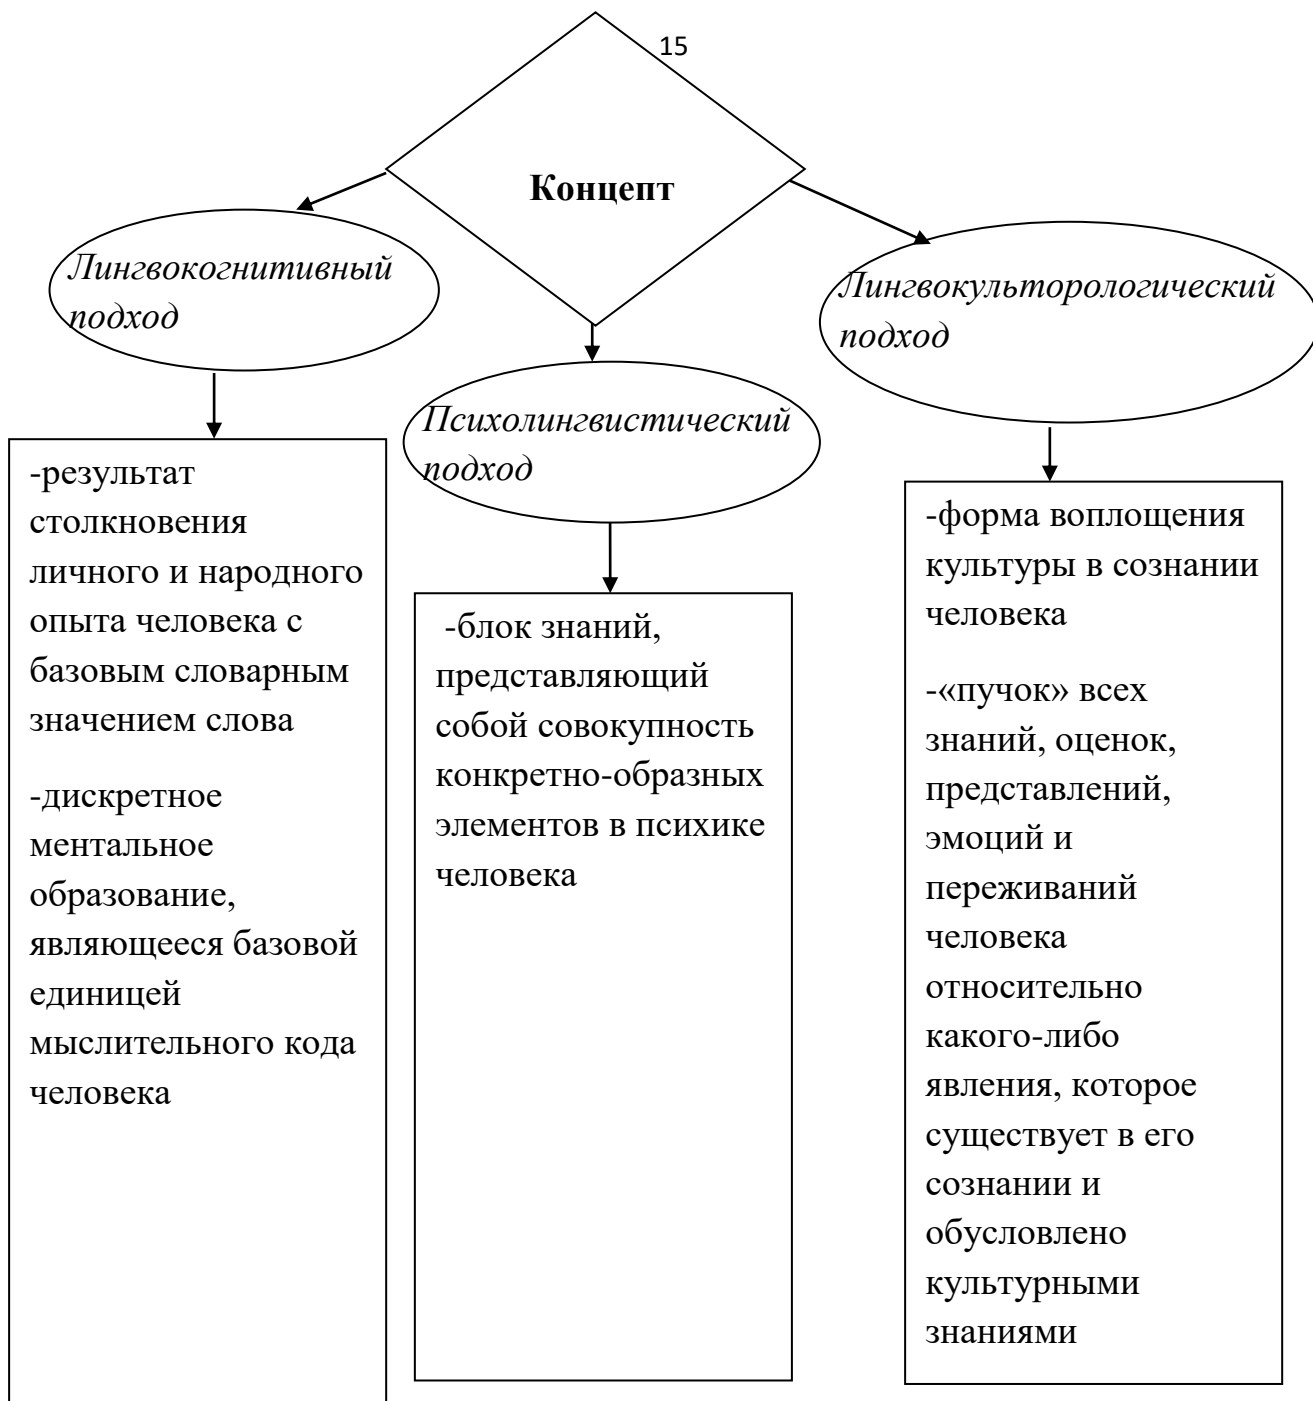 15
Концепт
Лингвокогнитивный
подход
Психолингвистический
подход
Лингвокульторологический
подход
-результат
столкновения
личного и народного
опыта человека с
базовым словарным
значением слова
-дискретное
ментальное
образование,
являющееся базовой
единицей
мыслительного кода
человека
-блок знаний,
представляющий
собой совокупность
конкретно-образных
элементов в психике
человека
-форма воплощения
культуры в сознании
человека
-«пучок» всех
знаний, оценок,
представлений,
эмоций и
переживаний
человека
относительно
какого-либо
явления, которое
существует в его
сознании и
обусловлено
культурными
знаниями